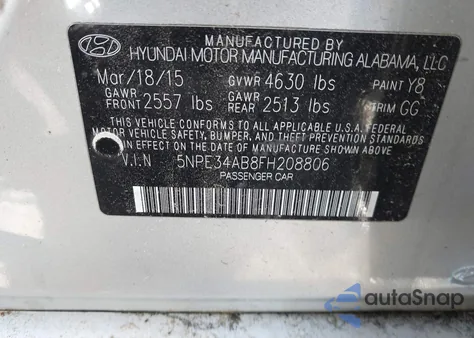 MANUFACTURED BY
HYUNDAI MOTOR MANUFACTURING ALABAMA, LLC
Mar/18/15 GVWR 4630 lbs PAINT Y8
GAWR FRONT 2557 lbs GAWR REAR 2513 lbs TRIM GG
THIS VEHICLE CONFORMS TO ALL APPLICABLE U.S.A. FEDERAL
MOTOR VEHICLE SAFETY, BUMPER, AND THEFT PREVENTION
STANDARDS IN EFFECT ON THE DATE OF MANUFACTURE SHOWN ABOVE.
V.I.N 5NPE34AB8FH208806
PASSENGER CAR
autoSnap